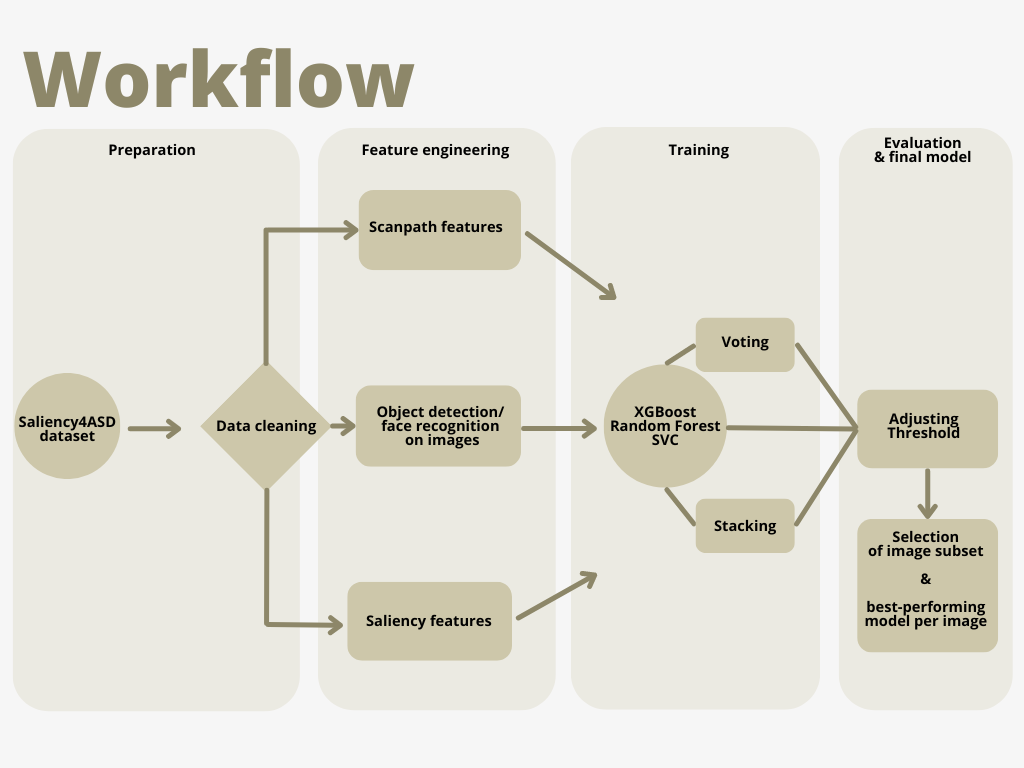 Workflow
Preparation
Feature engineering
Training
Evaluation
& final model
Scanpath features
Voting
Saliency4ASD
dataset
Data cleaning
Object detection/
face recognition
on images
XGBoost
Random Forest
SVC
Adjusting
Threshold
Stacking
Selection
of image subset
&
best-performing
model per image
Saliency features